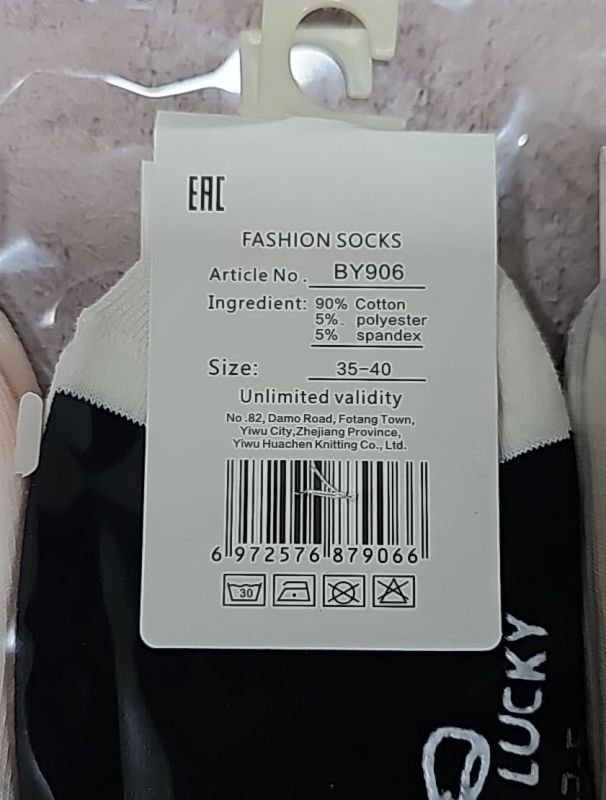 EAC
FASHION SOCKS
Article No. BY906
Ingredient: 90% Cotton
5%. polyester
5% spandex
Size: 35-40
Unlimited validity
No.82, Damo Road, Fotang Town,
Yiwu City,Zhejiang Province,
Yiwu Huachen Knitting Co., Ltd.
6 972576 879066
30
LUCKY